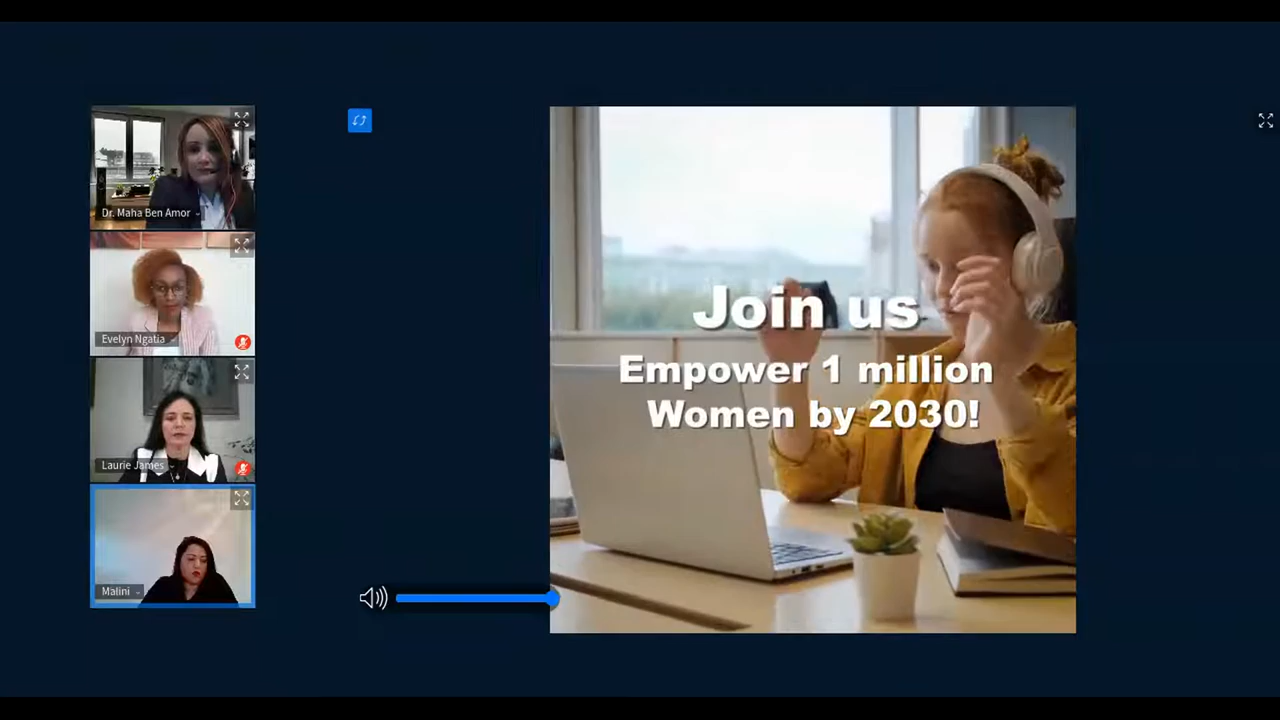 Dr. Maha Ben Amor
Evelyn Ngatia
Laurie James
Malini
Join us
Empower 1 million
Women by 2030!